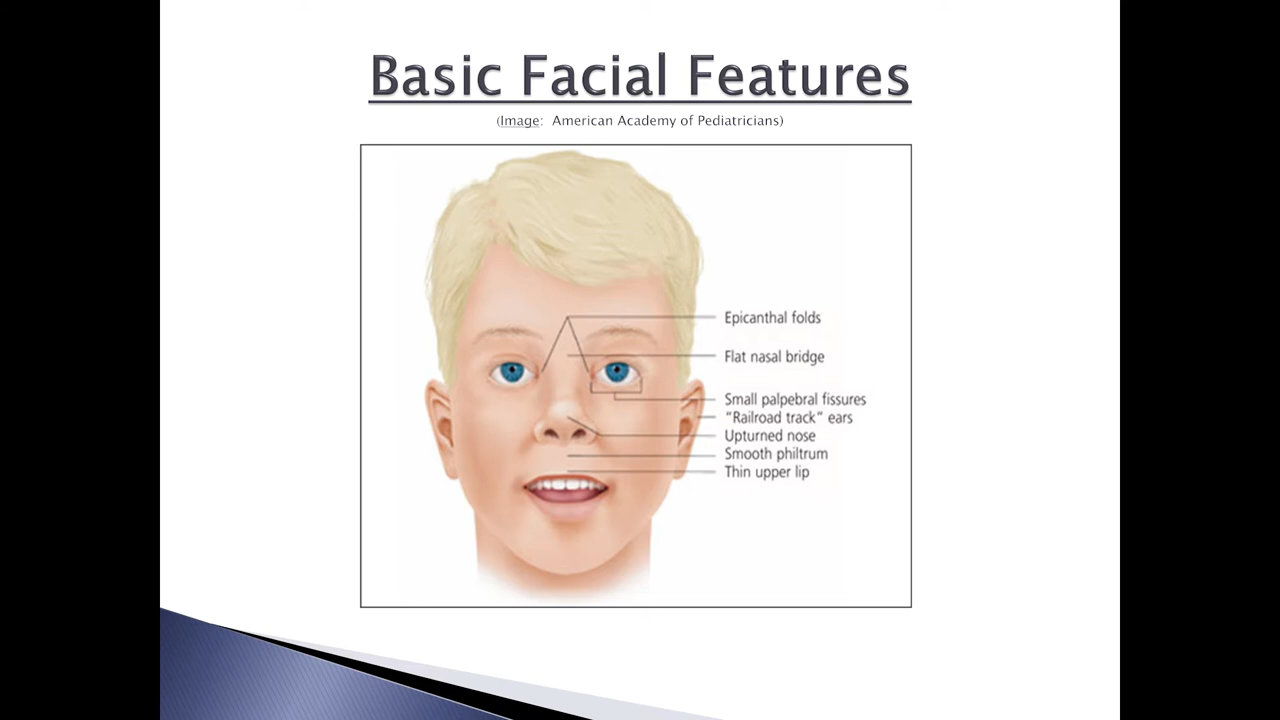 Basic Facial Features
(Image: American Academy of Pediatricians)
Epicanthal folds
Flat nasal bridge
Small palpebral fissures
“Railroad track” ears
Upturned nose
Smooth philtrum
Thin upper lip